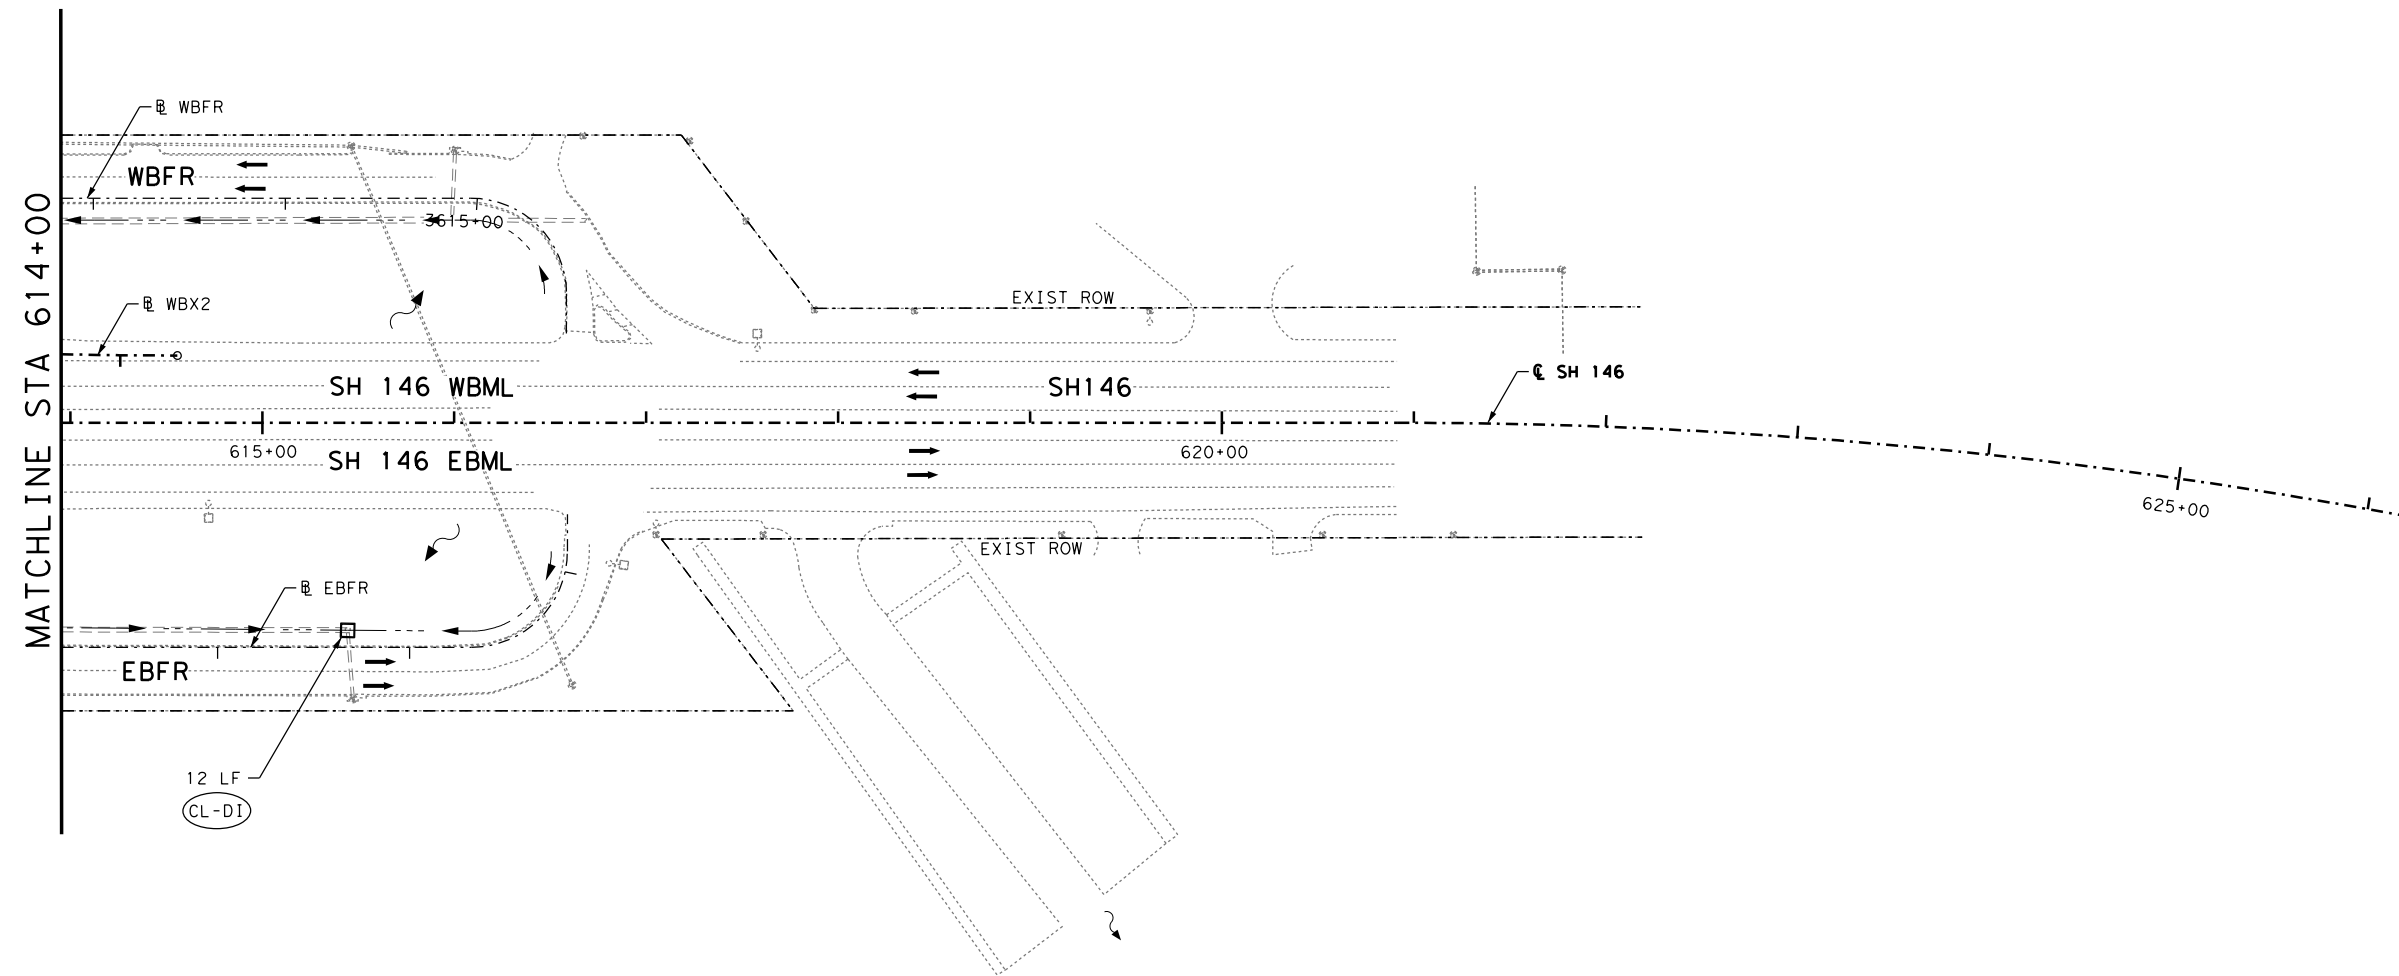 MATCHLINE STA 614+00
℄ WBFR
WBFR
3615+00
℄ WBX2
EXIST ROW
SH 146 WBML
SH146
℄ SH 146
615+00
SH 146 EBML
620+00
625+00
EXIST ROW
℄ EBFR
EBFR
12 LF
CL-DI